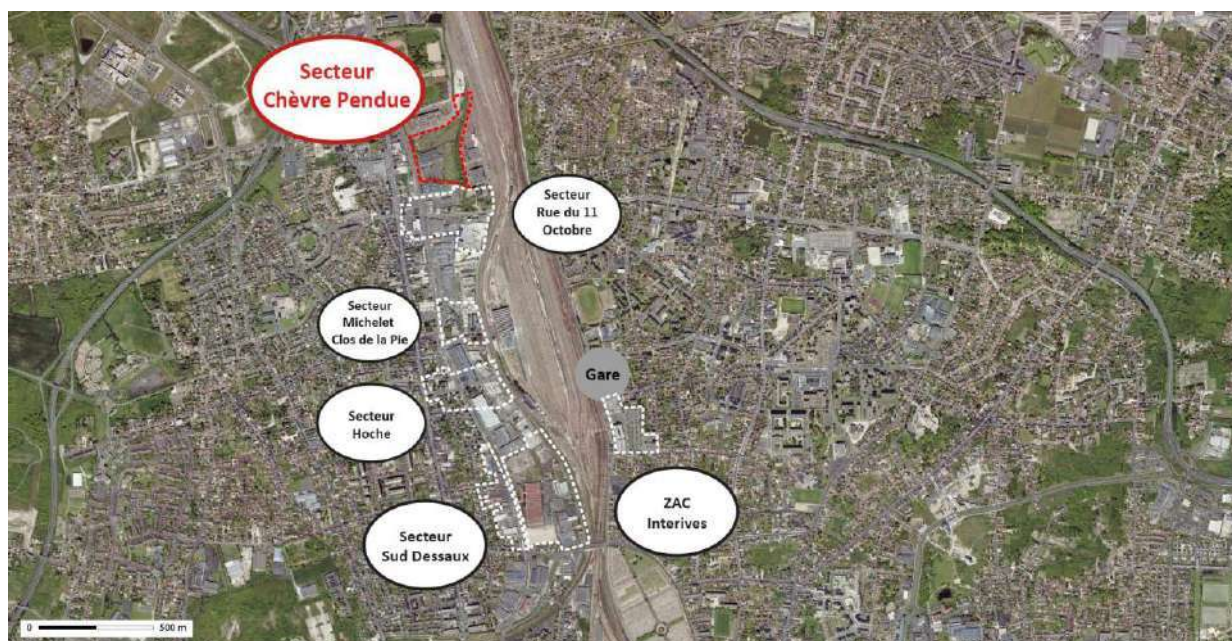 Secteur
Chèvre Pendue
Secteur
Rue du 11
Octobre
Secteur
Michelet
Clos de la Pie
Gare
Secteur
Hoche
ZAC
Interives
Secteur
Sud Dessaux
0 500 m